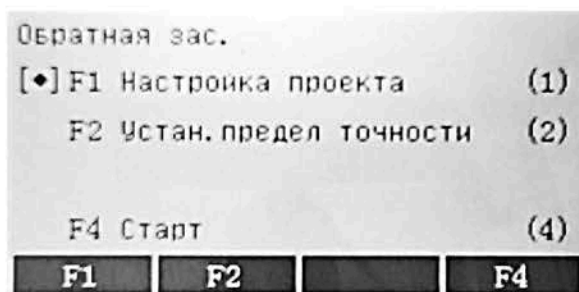 Обратная зас.
[◆] F1 Настройка проекта (1)
F2 Устан.предел точности (2)
F4 Старт (4)
F1 F2 F4